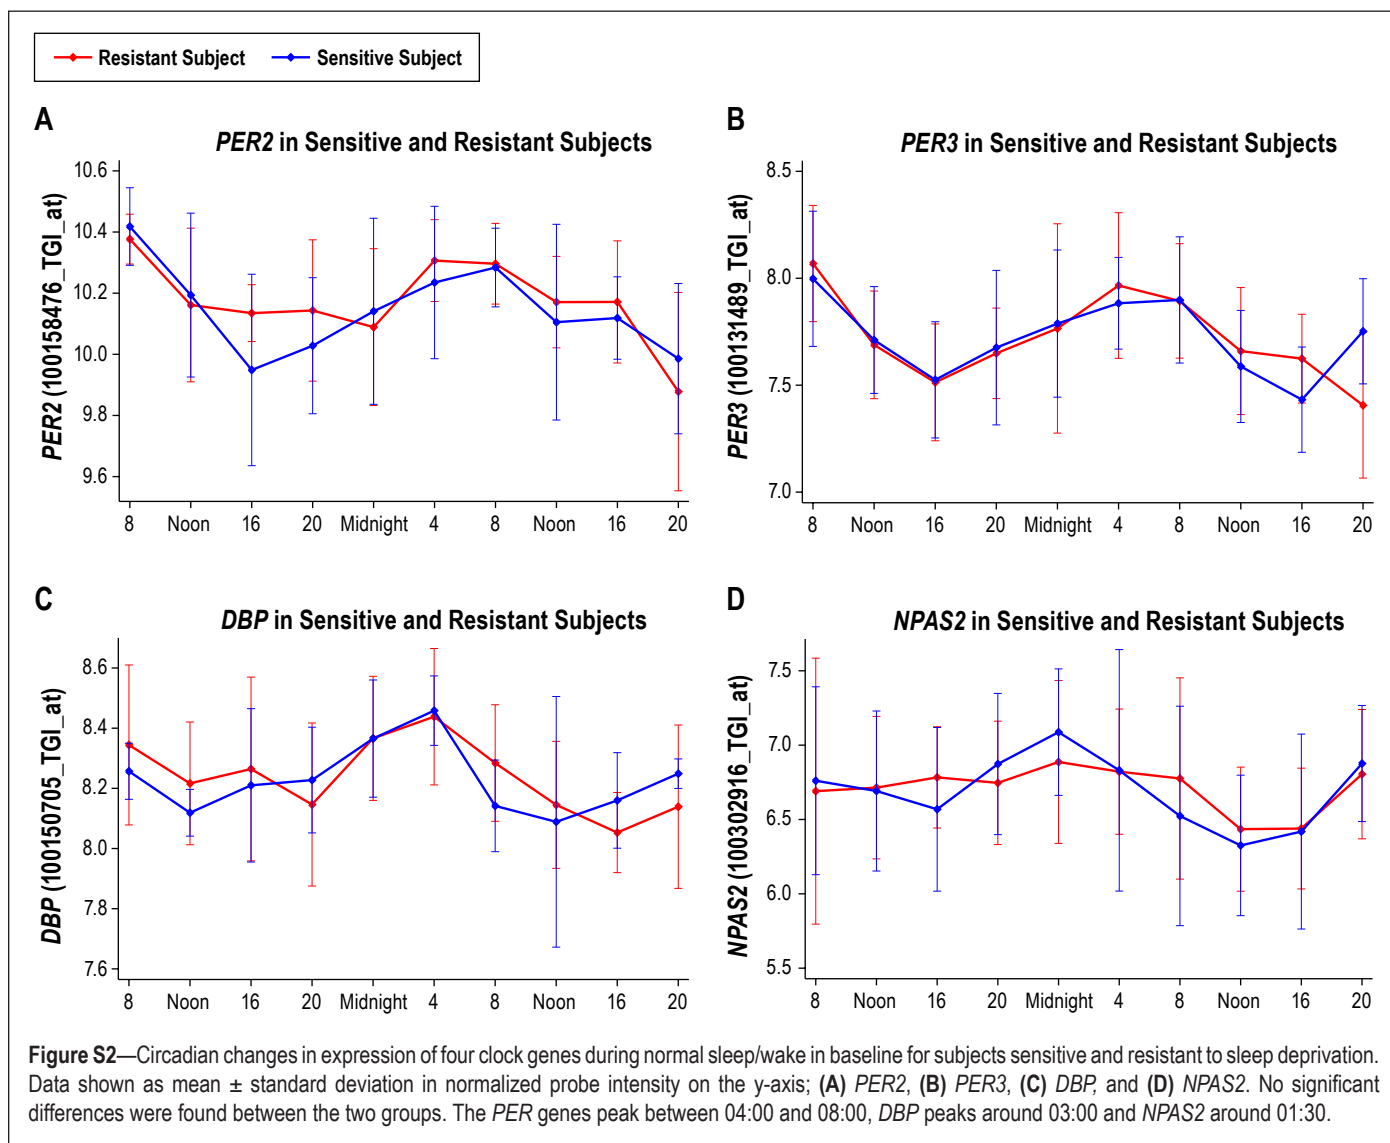 Resistant Subject
Sensitive Subject
A
PER2 in Sensitive and Resistant Subjects
PER2 (100158476_TGI_at)
10.6
10.4
10.2
10.0
9.8
9.6
8 Noon 16 20 Midnight 4 8 Noon 16 20
B
PER3 in Sensitive and Resistant Subjects
PER3 (100131489_TGI_at)
8.5
8.0
7.5
7.0
8 Noon 16 20 Midnight 4 8 Noon 16 20
C
DBP in Sensitive and Resistant Subjects
DBP (100150705_TGI_at)
8.6
8.4
8.2
8.0
7.8
7.6
8 Noon 16 20 Midnight 4 8 Noon 16 20
D
NPAS2 in Sensitive and Resistant Subjects
NPAS2 (100302916_TGI_at)
7.5
7.0
6.5
6.0
5.5
8 Noon 16 20 Midnight 4 8 Noon 16 20
Figure S2—Circadian changes in expression of four clock genes during normal sleep/wake in baseline for subjects sensitive and resistant to sleep deprivation.
Data shown as mean ± standard deviation in normalized probe intensity on the y-axis; (A) PER2, (B) PER3, (C) DBP, and (D) NPAS2. No significant
differences were found between the two groups. The PER genes peak between 04:00 and 08:00, DBP peaks around 03:00 and NPAS2 around 01:30.